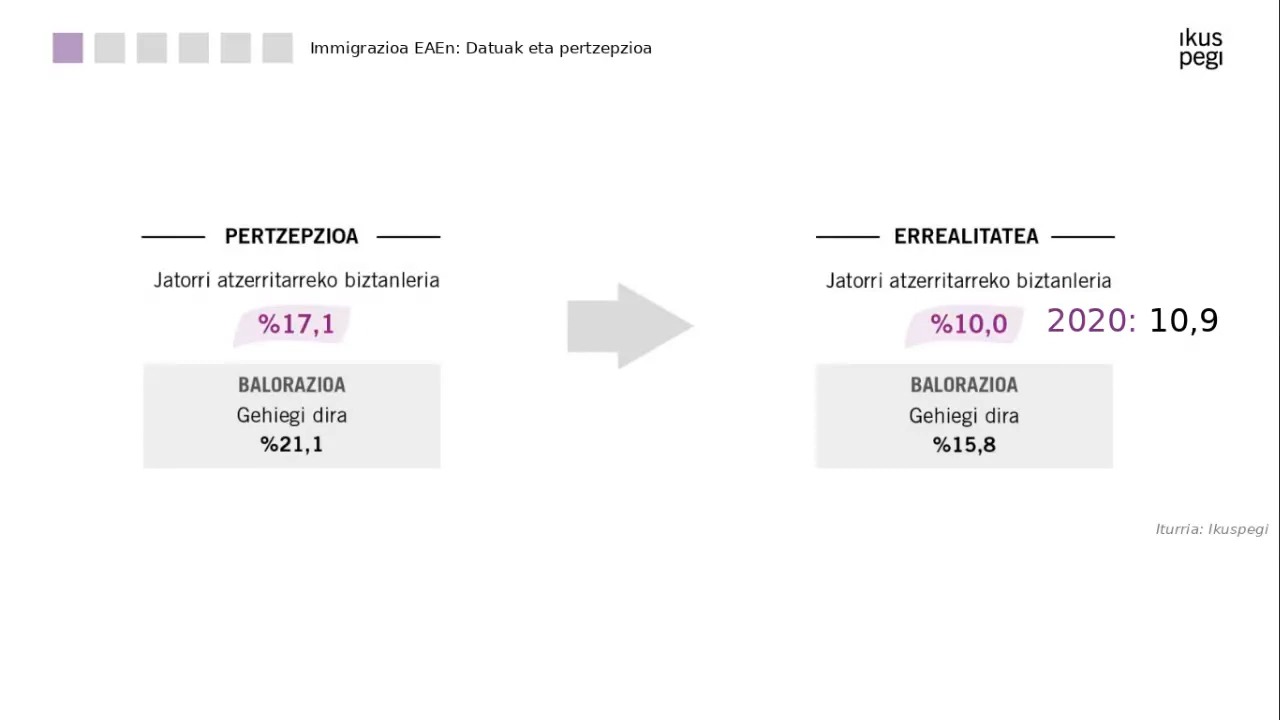 Immigrazioa EAEn: Datuak eta pertzepzioa
ikus
pegi
PERTZEPZIOA
Jatorri atzerritarreko biztanleria
%17,1
BALORAZIOA
Gehiegi dira
%21,1
ERREALITATEA
Jatorri atzerritarreko biztanleria
%10,0 2020: 10,9
BALORAZIOA
Gehiegi dira
%15,8
Iturria: Ikuspegi